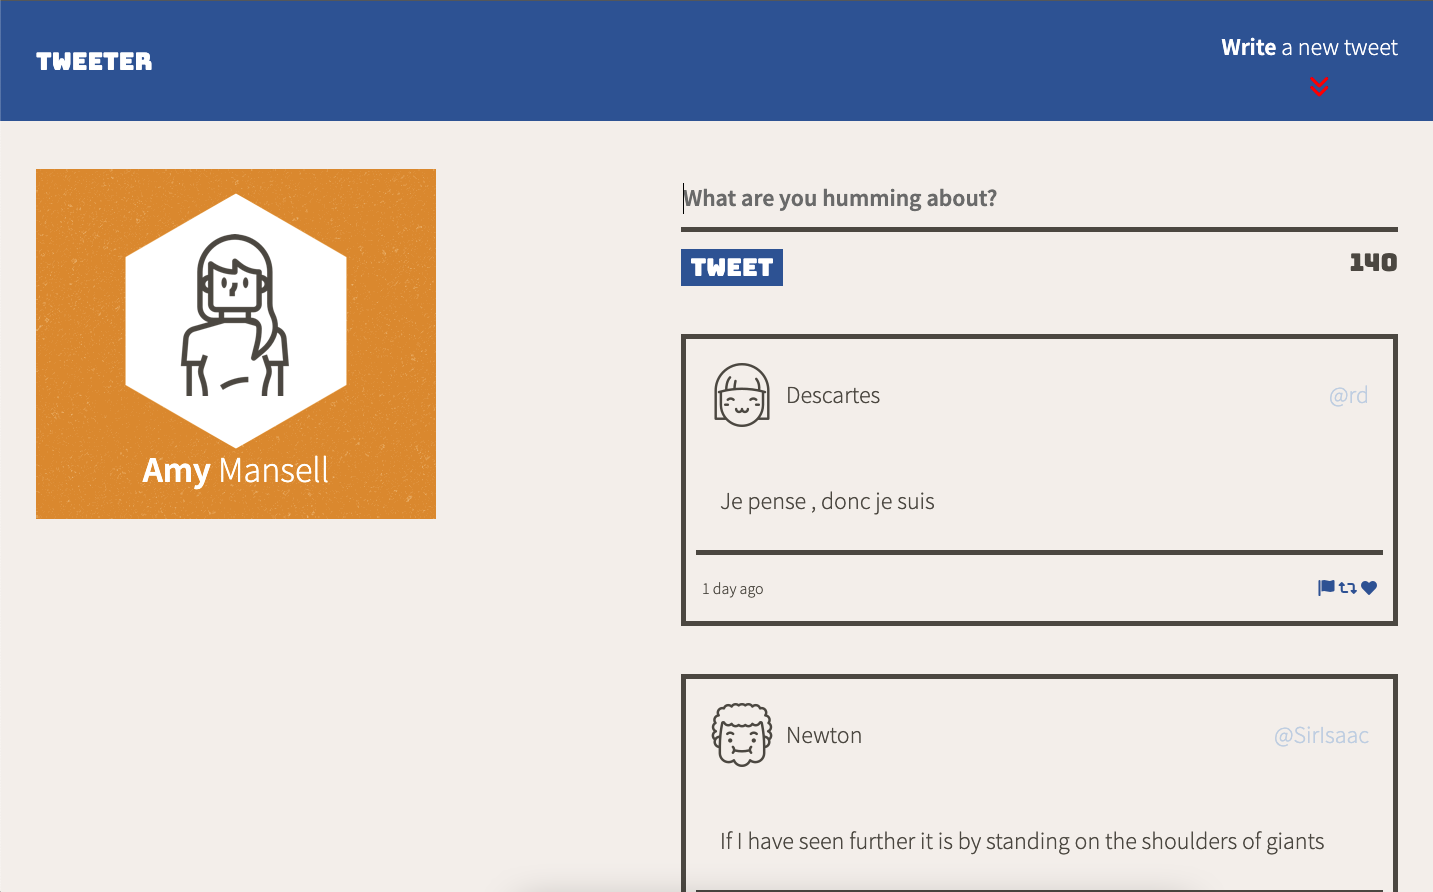 TWEETER
Write a new tweet
Amy Mansell
What are you humming about?
TWEET
140
Descartes
@rd
Je pense , donc je suis
1 day ago
Newton
@SirIsaac
If I have seen further it is by standing on the shoulders of giants